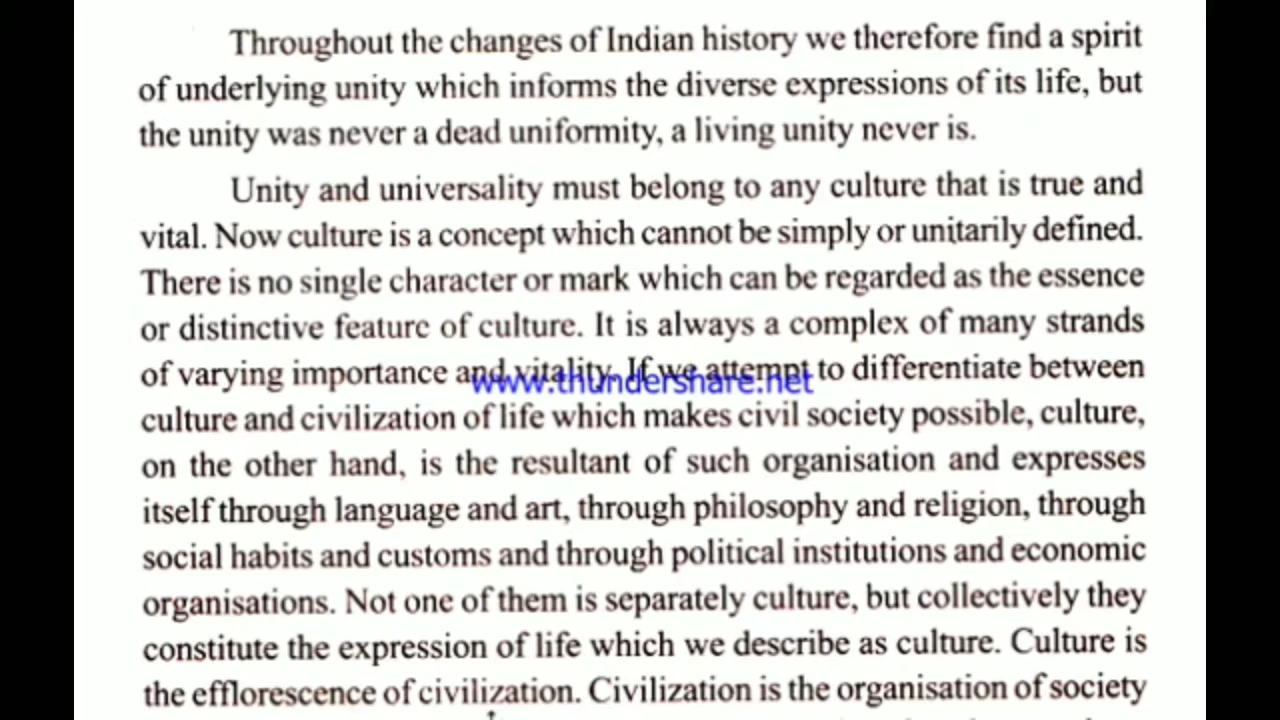 Throughout the changes of Indian history we therefore find a spirit
of underlying unity which informs the diverse expressions of its life, but
the unity was never a dead uniformity, a living unity never is.
Unity and universality must belong to any culture that is true and
vital. Now culture is a concept which cannot be simply or unitarily defined.
There is no single character or mark which can be regarded as the essence
or distinctive feature of culture. It is always a complex of many strands
of varying importance and vitality. If we attempt to differentiate between
www.thundershare.net
culture and civilization of life which makes civil society possible, culture,
on the other hand, is the resultant of such organisation and expresses
itself through language and art, through philosophy and religion, through
social habits and customs and through political institutions and economic
organisations. Not one of them is separately culture, but collectively they
constitute the expression of life which we describe as culture. Culture is
the efflorescence of civilization. Civilization is the organisation of society